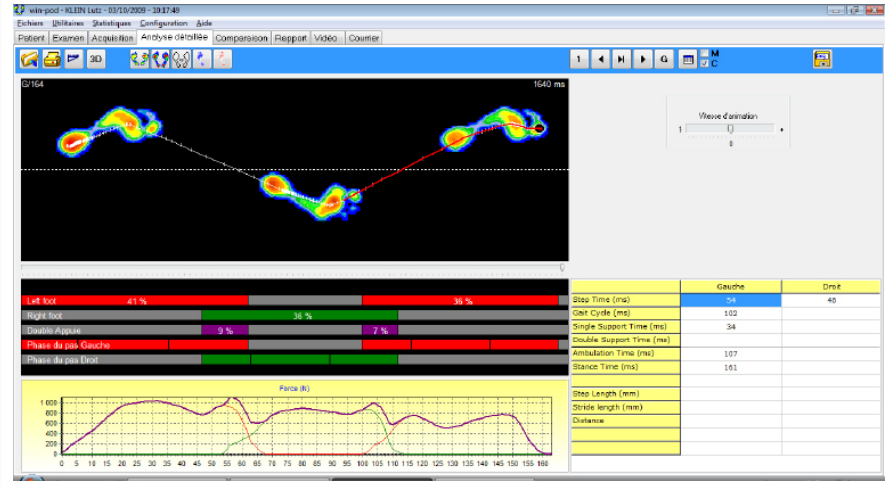 win-pod - KLEIN Lutz - 03/10/2009 - 10:17:49
Eichiers Utilitaires Statistiques Configuration Aide
Patient Examen Acquisition Analyse détaillée Comparaison Rapport Vidéo Courrier
3D 1 G M
C
G/164 1640 ms
Vitesse d'animation
1
0
Left foot 41 % 36 %
Right foot 36 %
Double Appuie 9 % 7 %
Phase du pas Gauche
Phase du pas Droit
Gauche Droit
Step Time (ms) 54 48
Gait Cycle (ms) 102
Single Support Time (ms) 34
Double Support Time (ms)
Ambulation Time (ms) 107
Stance Time (ms) 161
Step Length (mm)
Stride length (mm)
Distance
Force (N)
1 000
800
600
400
200
0
0 5 10 15 20 25 30 35 40 45 50 55 60 65 70 75 80 85 90 95 100 105 110 115 120 125 130 135 140 145 150 155 160